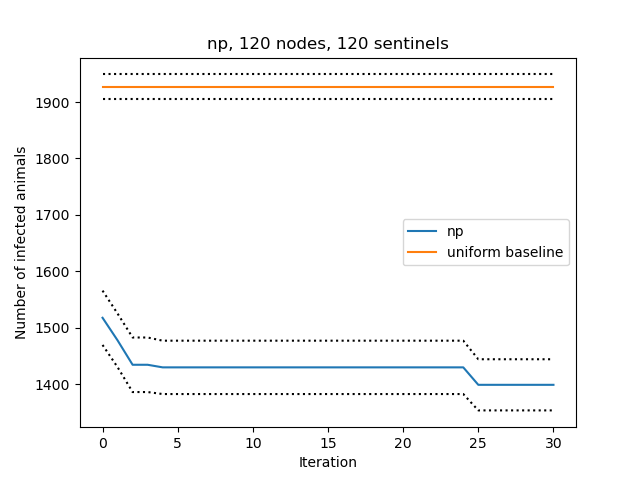 np, 120 nodes, 120 sentinels
Number of infected animals
1900
1800
1700
1600
1500
1400
np
uniform baseline
0 5 10 15 20 25 30
Iteration